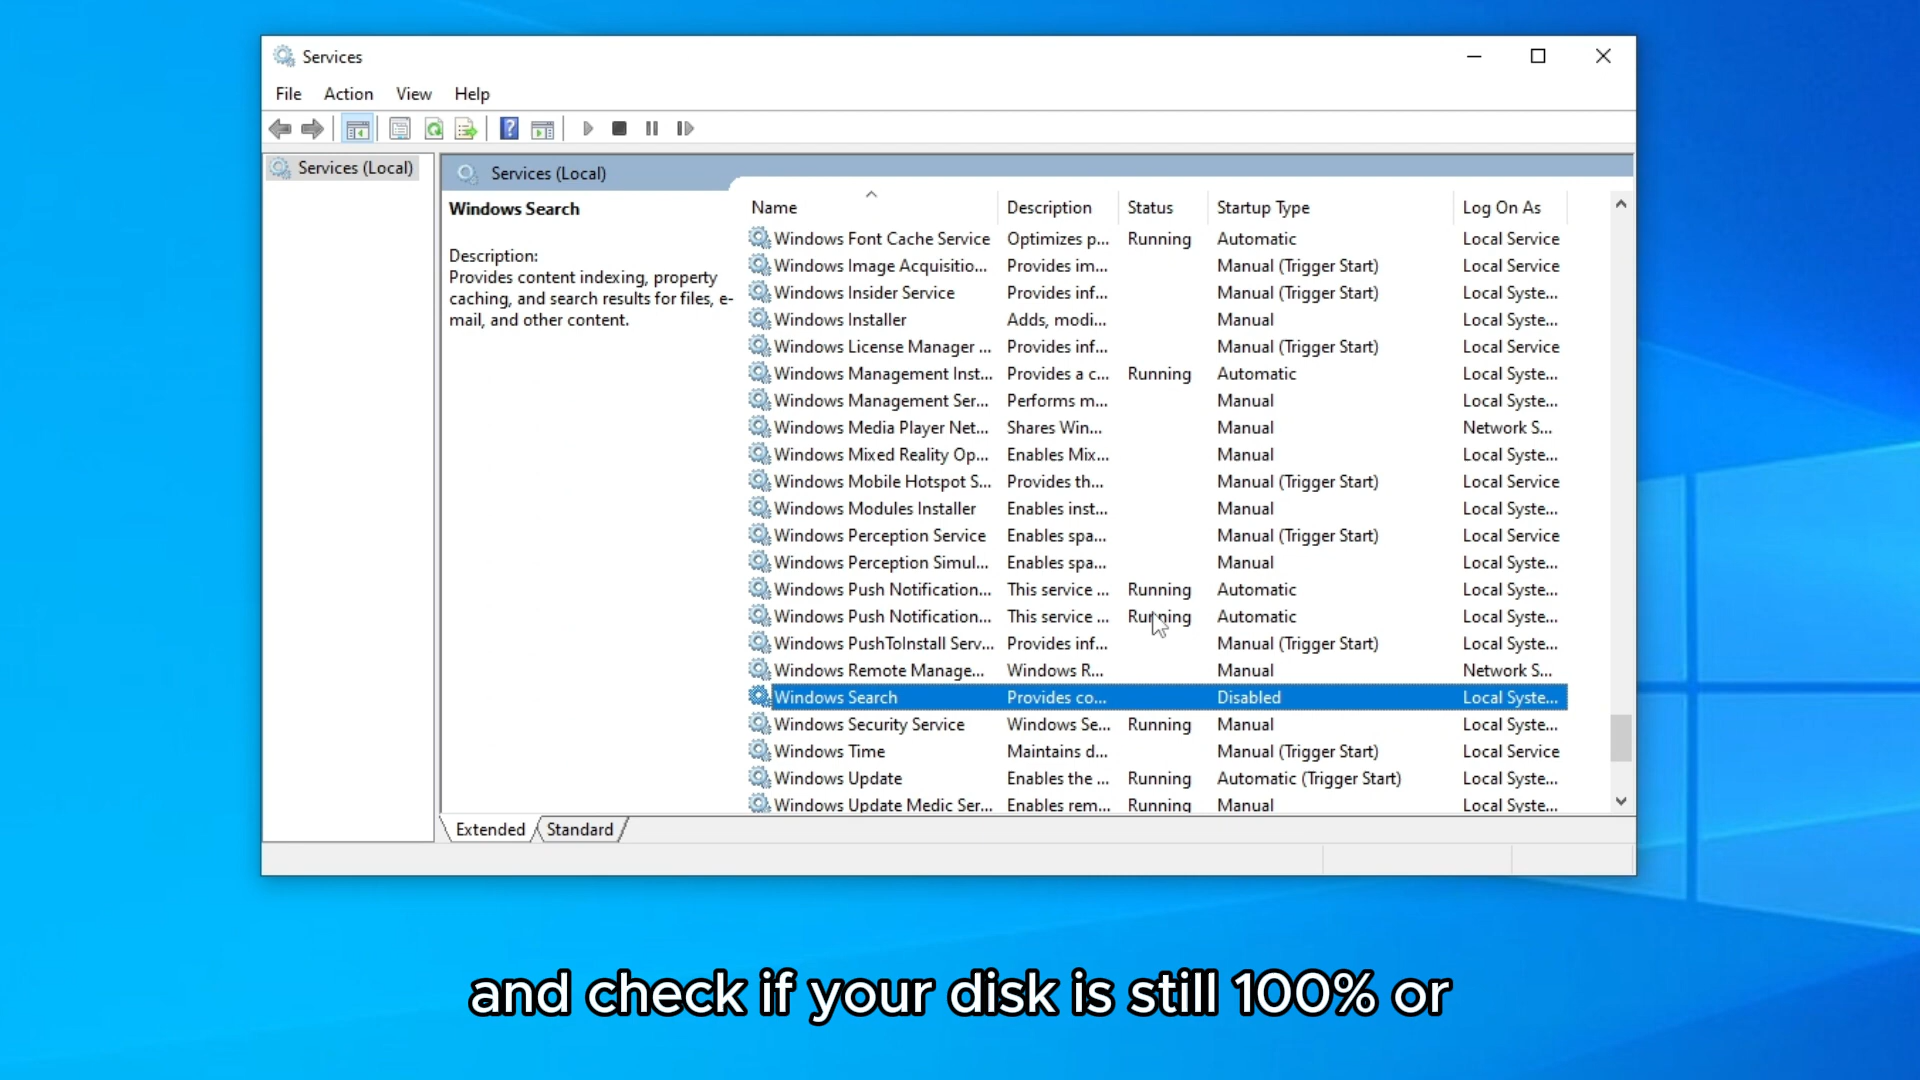 Services
File Action View Help
Services (Local)
Services (Local)
Windows Search
Description:
Provides content indexing, property
caching, and search results for files, e-
mail, and other content.
Name Description Status Startup Type Log On As
Windows Font Cache Service Optimizes p... Running Automatic Local Service
Windows Image Acquisitio... Provides im... Manual (Trigger Start) Local Service
Windows Insider Service Provides inf... Manual (Trigger Start) Local Syste...
Windows Installer Adds, modi... Manual Local Syste...
Windows License Manager ... Provides inf... Manual (Trigger Start) Local Service
Windows Management Inst... Provides a c... Running Automatic Local Syste...
Windows Management Ser... Performs m... Manual Local Syste...
Windows Media Player Net... Shares Win... Manual Network S...
Windows Mixed Reality Op... Enables Mix... Manual Local Syste...
Windows Mobile Hotspot S... Provides th... Manual (Trigger Start) Local Service
Windows Modules Installer Enables inst... Manual Local Syste...
Windows Perception Service Enables spa... Manual (Trigger Start) Local Service
Windows Perception Simul... Enables spa... Manual Local Syste...
Windows Push Notification... This service ... Running Automatic Local Syste...
Windows Push Notification... This service ... Running Automatic Local Syste...
Windows PushToInstall Serv... Provides inf... Manual (Trigger Start) Local Syste...
Windows Remote Manage... Windows R... Manual Network S...
Windows Search Provides co... Disabled Local Syste...
Windows Security Service Windows Se... Running Manual Local Syste...
Windows Time Maintains d... Manual (Trigger Start) Local Service
Windows Update Enables the ... Running Automatic (Trigger Start) Local Syste...
Windows Update Medic Ser... Enables rem... Running Manual Local Syste...
Extended Standard
and check if your disk is still 100% or